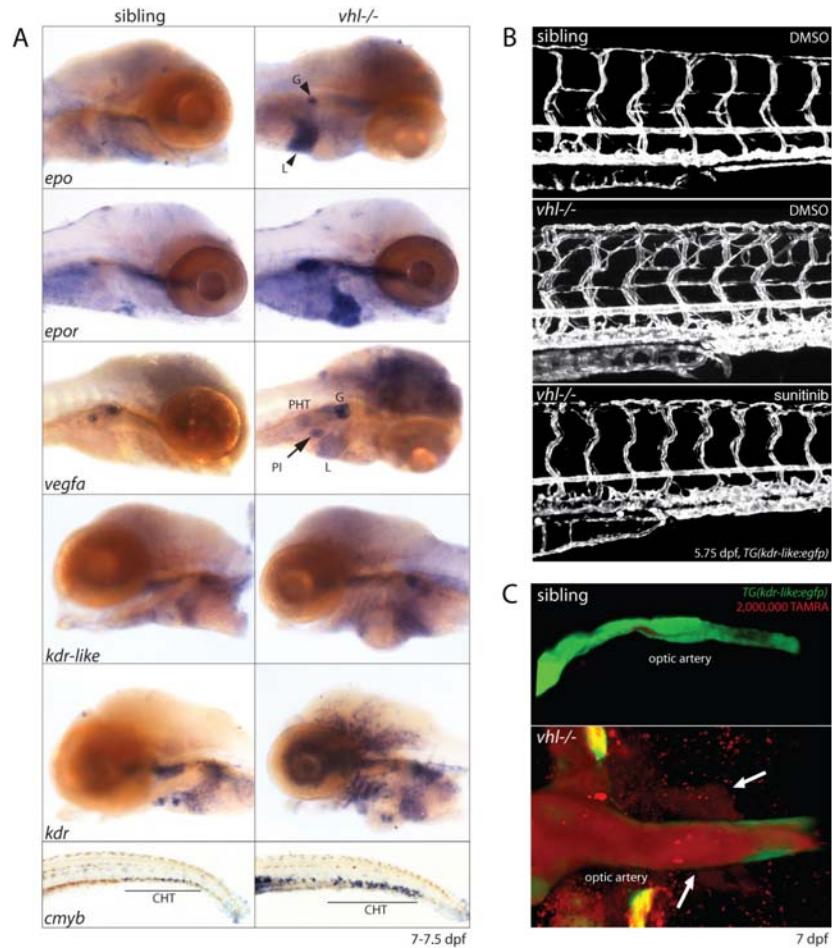 sibling
vhl-/-
A
G
L
epo
epor
PHT
G
PI
L
vegfa
kdr-like
kdr
CHT
CHT
cmyb
7-7.5 dpf
B
sibling
DMSO
vhl-/-
DMSO
vhl-/-
sunitinib
5.75 dpf, TG(kdr-like:egfp)
C
sibling
TG(kdr-like:egfp)
2,000,000 TAMRA
optic artery
vhl-/-
optic artery
7 dpf